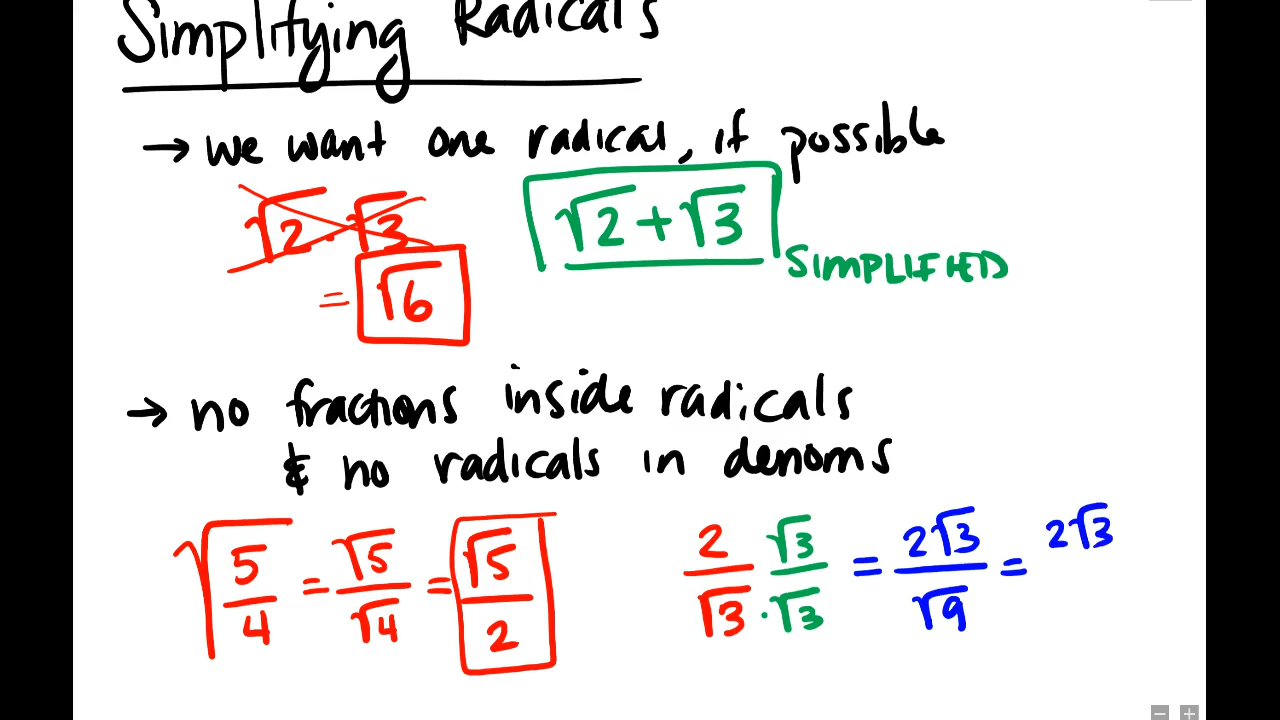 Simplifying Radicals
→ we want one radical, if possible
√2 · √3
= √6
√2 + √3
SIMPLIFIED
→ no fractions inside radicals
& no radicals in denoms
√(5/4) = √5/√4 = √5/2
2/√3 · √3/√3 = 2√3/√9 = 2√3